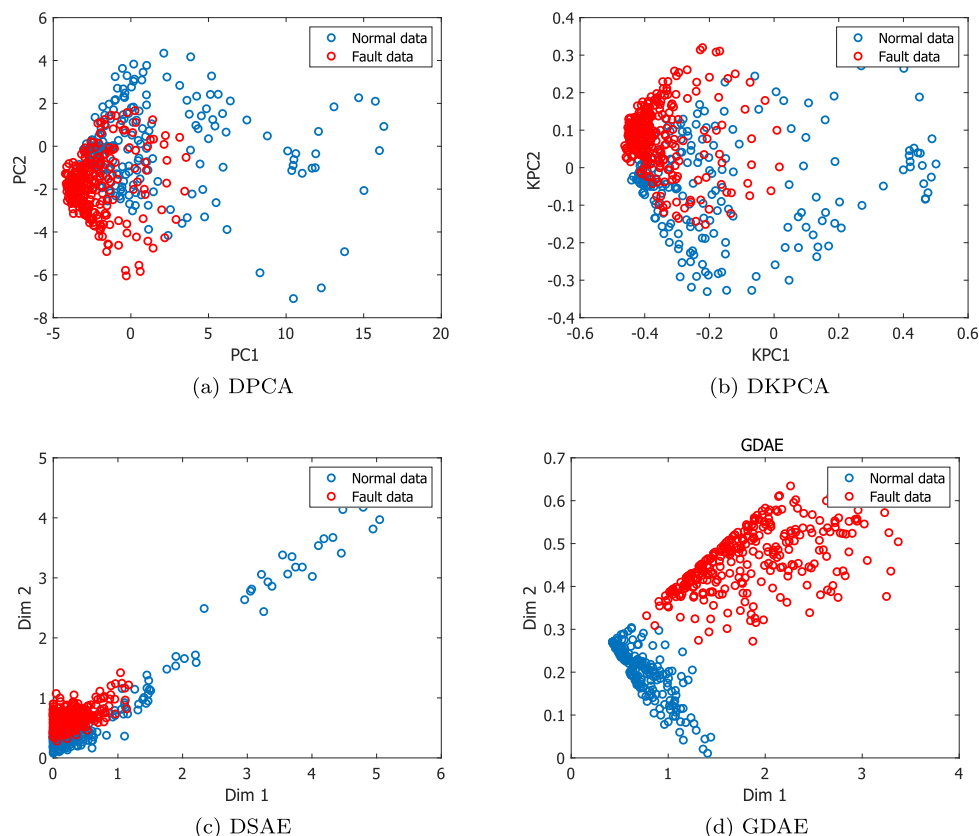 6
4
2
0
-2
-4
-6
-8
-5
0
5
10
15
20
PC1
PC2
Normal data
Fault data
(a) DPCA
0.4
0.3
0.2
0.1
0
-0.1
-0.2
-0.3
-0.4
-0.6
-0.4
-0.2
0
0.2
0.4
0.6
KPC1
KPC2
Normal data
Fault data
(b) DKPCA
5
4
3
2
1
0
0
1
2
3
4
5
6
Dim 1
Dim 2
Normal data
Fault data
(c) DSAE
GDAE
0.7
0.6
0.5
0.4
0.3
0.2
0.1
0
0
1
2
3
4
Dim 1
Dim 2
Normal data
Fault data
(d) GDAE